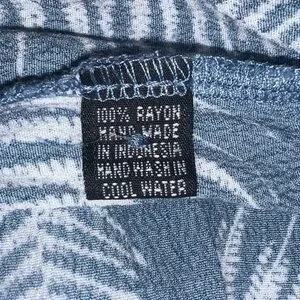 100% RAYON
HAND MADE
IN INDONESIA
HAND WASH IN
COOL WATER